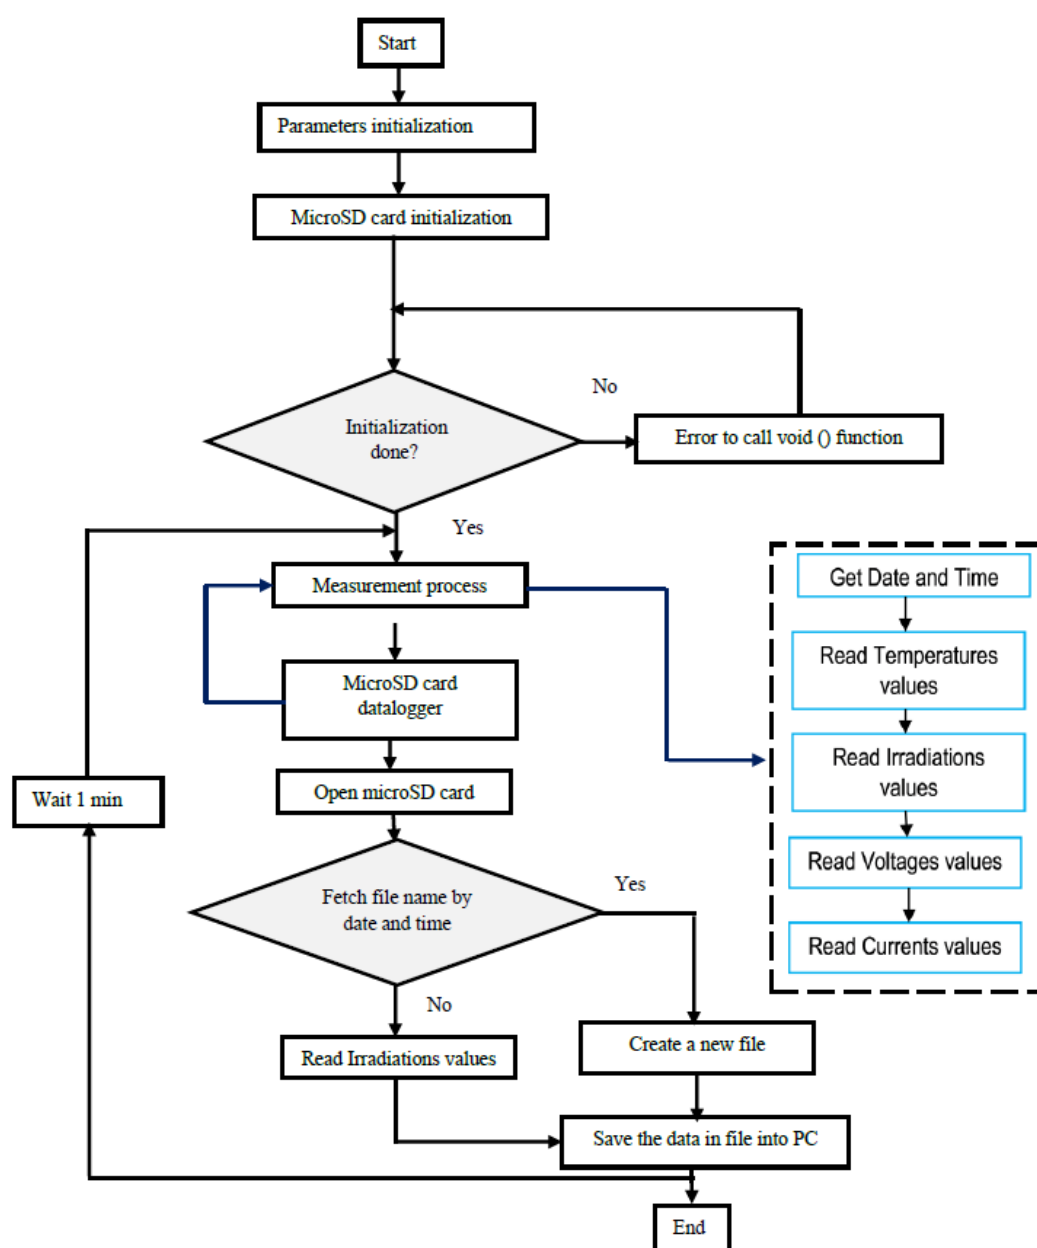 Start
Parameters initialization
MicroSD card initialization
No
Initialization
done?
Error to call void () function
Yes
Measurement process
MicroSD card
datalogger
Open microSD card
Wait 1 min
Fetch file name by
date and time
Yes
No
Read Irradiations values
Create a new file
Save the data in file into PC
End
Get Date and Time
Read Temperatures
values
Read Irradiations
values
Read Voltages values
Read Currents values